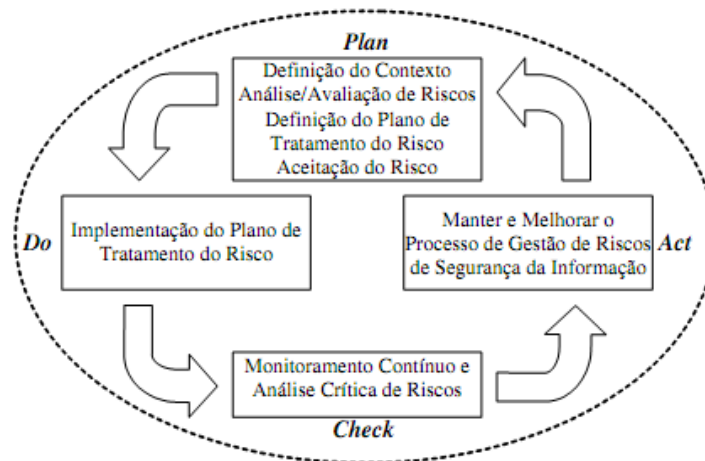 Plan
Definição do Contexto
Análise/Avaliação de Riscos
Definição do Plano de
Tratamento do Risco
Aceitação do Risco
Do
Implementação do Plano de
Tratamento do Risco
Manter e Melhorar o
Processo de Gestão de Riscos
de Segurança da Informação
Act
Monitoramento Contínuo e
Análise Crítica de Riscos
Check